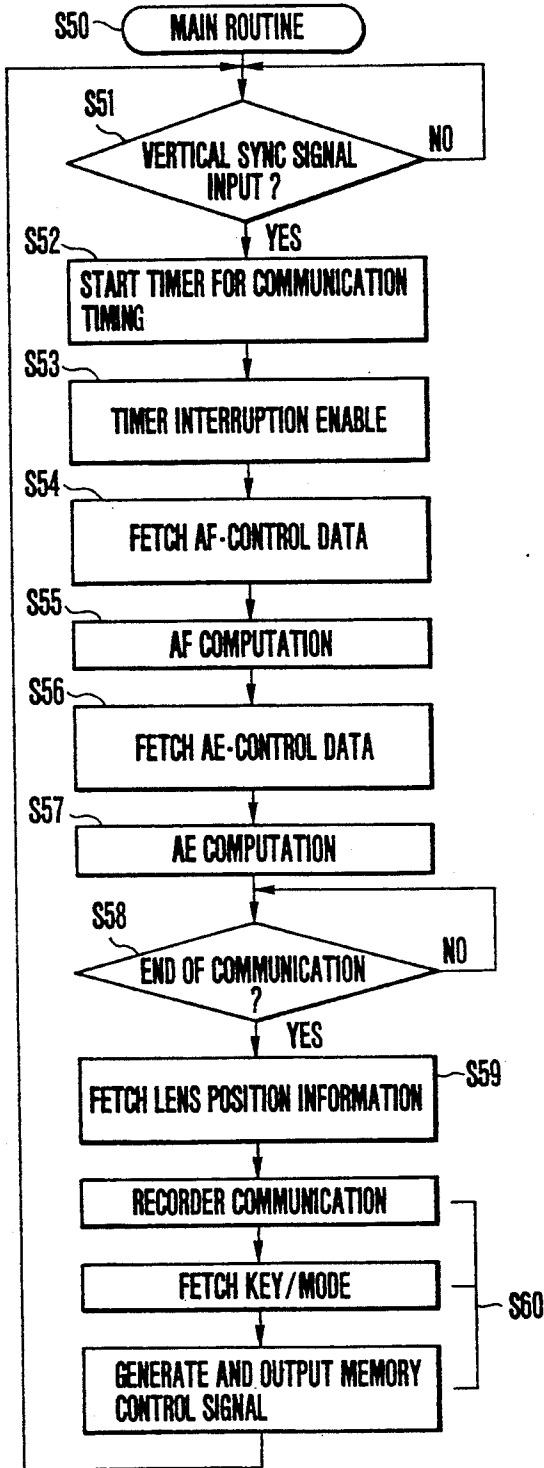 S50
MAIN ROUTINE
S51
VERTICAL SYNC SIGNAL
INPUT ?
NO
YES
S52
START TIMER FOR COMMUNICATION
TIMING
S53
TIMER INTERRUPTION ENABLE
S54
FETCH AF-CONTROL DATA
S55
AF COMPUTATION
S56
FETCH AE-CONTROL DATA
S57
AE COMPUTATION
S58
END OF COMMUNICATION
?
NO
YES
FETCH LENS POSITION INFORMATION
S59
RECORDER COMMUNICATION
FETCH KEY/MODE
S60
GENERATE AND OUTPUT MEMORY
CONTROL SIGNAL